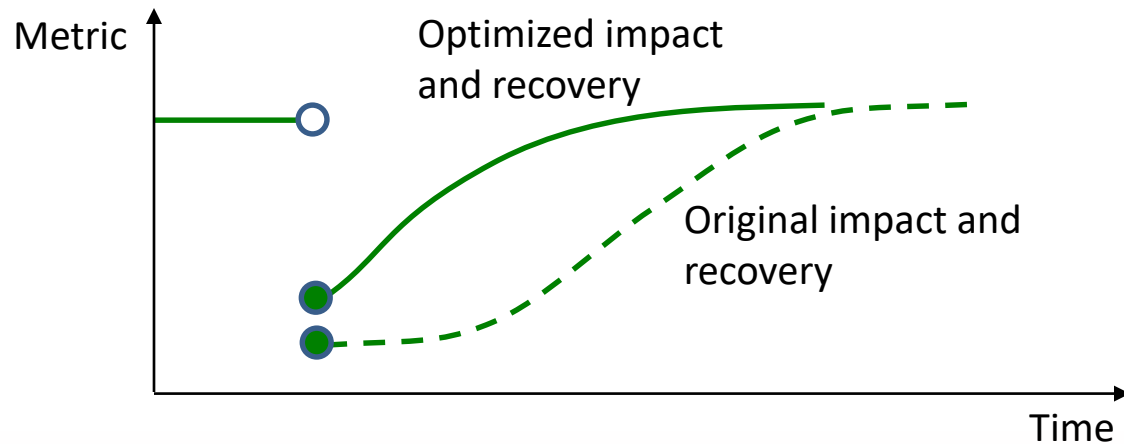 Metric
Optimized impact
and recovery
Original impact and
recovery
Time